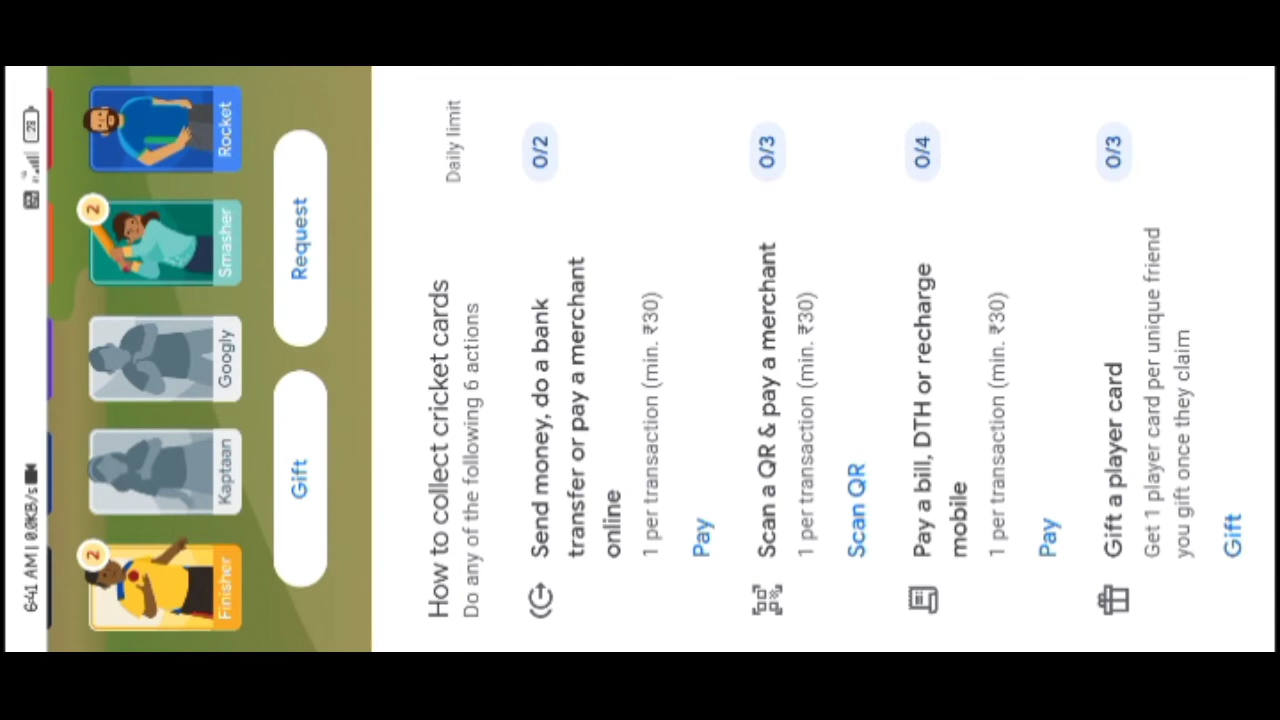 6:41 AM | 0.0KB/s
28
2
2
Finisher
Kaptaan
Googly
Smasher
Rocket
Gift
Request
How to collect cricket cards
Do any of the following 6 actions
Daily limit
Send money, do a bank
transfer or pay a merchant
online
0/2
1 per transaction (min. ₹30)
Pay
Scan a QR & pay a merchant
0/3
1 per transaction (min. ₹30)
Scan QR
Pay a bill, DTH or recharge
mobile
0/4
1 per transaction (min. ₹30)
Pay
Gift a player card
0/3
Get 1 player card per unique friend
you gift once they claim
Gift